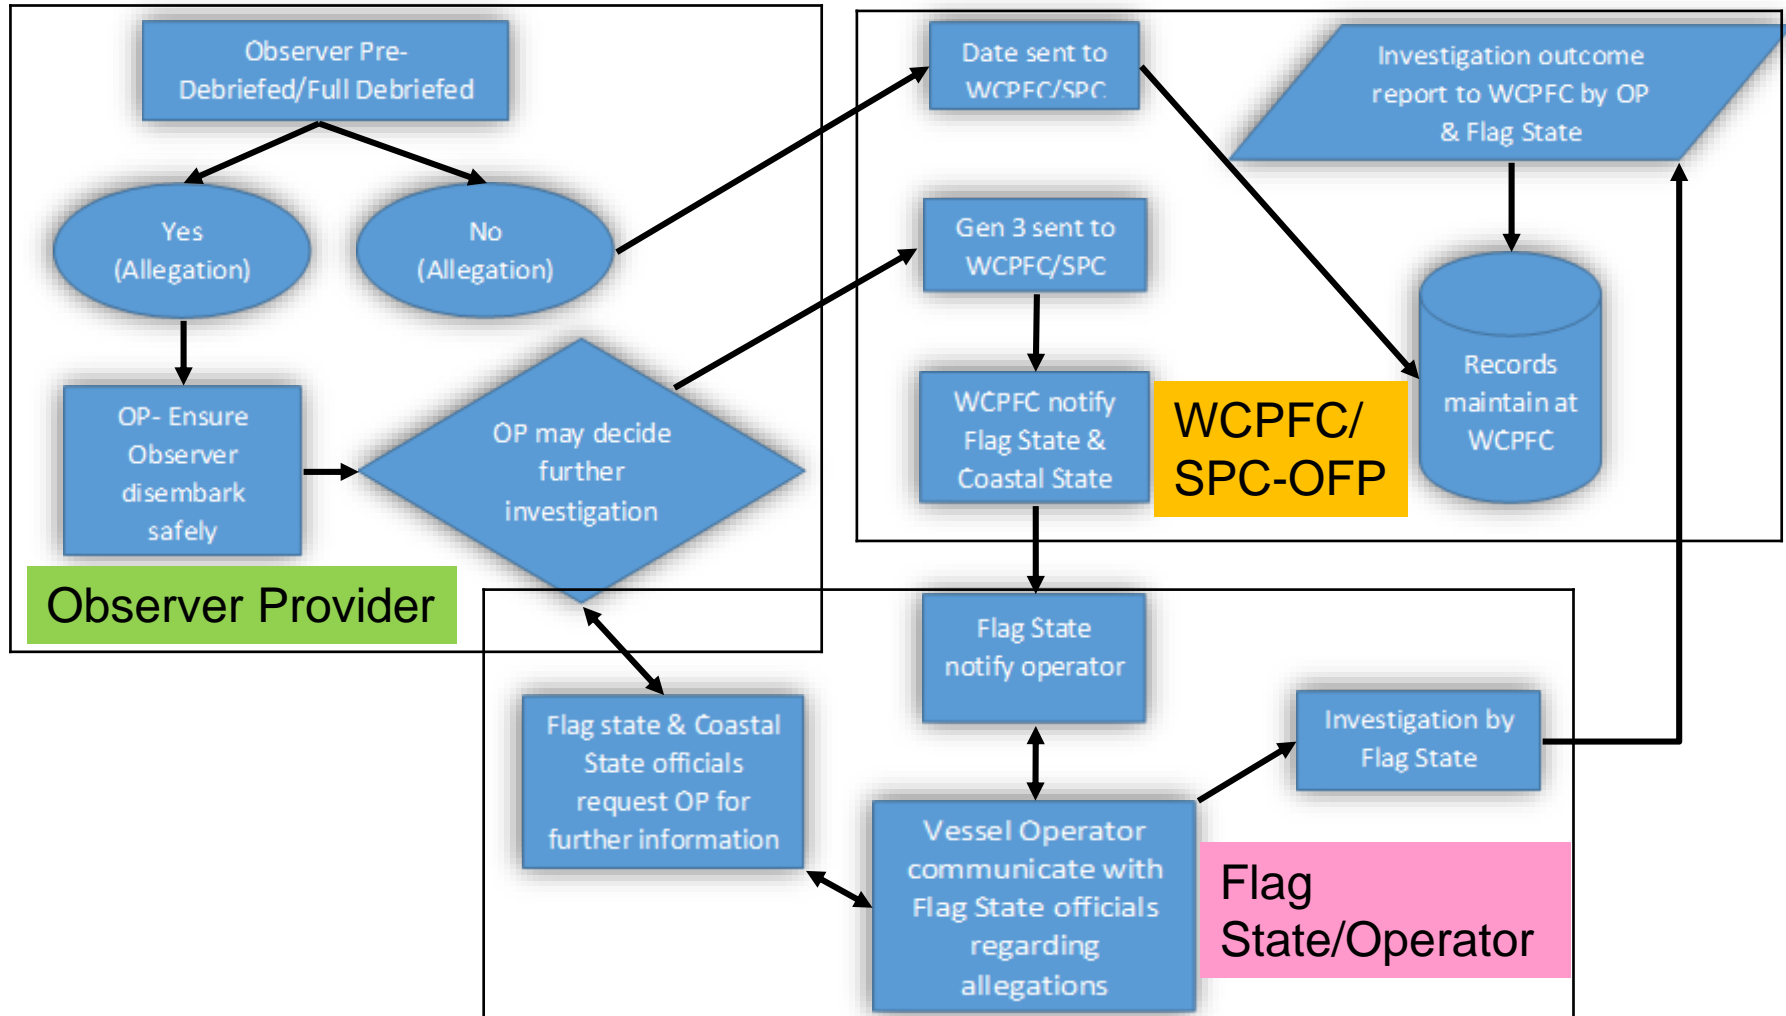 Observer Pre-
Debriefed/Full Debriefed
Yes
(Allegation)
No
(Allegation)
OP- Ensure
Observer
disembark
safely
OP may decide
further
investigation
Observer Provider
Date sent to
WCPFC/SPC
Gen 3 sent to
WCPFC/SPC
WCPFC notify
Flag State &
Coastal State
WCPFC/
SPC-OFP
Investigation outcome
report to WCPFC by OP
& Flag State
Records
maintain at
WCPFC
Flag State
notify operator
Flag state & Coastal
State officials
request OP for
further information
Vessel Operator
communicate with
Flag State officials
regarding
allegations
Investigation by
Flag State
Flag
State/Operator